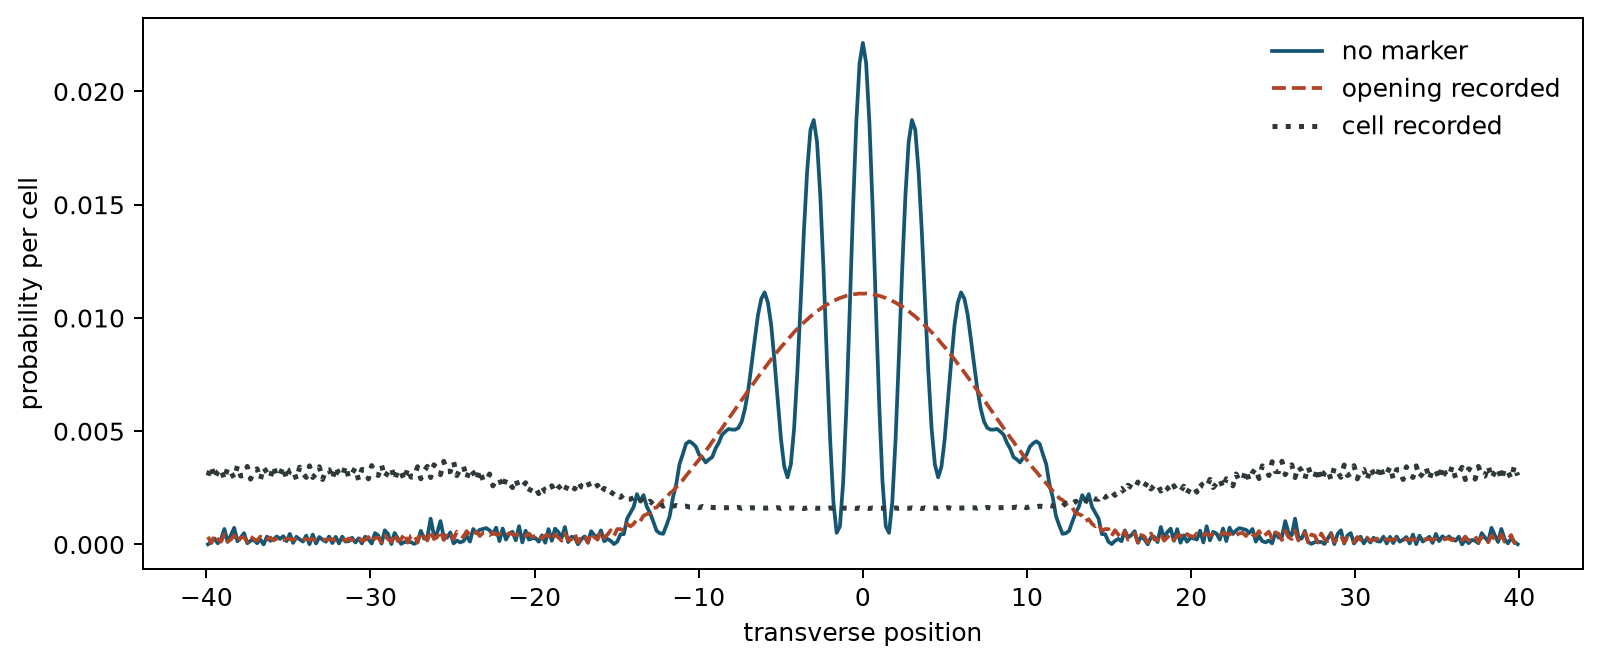 no marker
opening recorded
cell recorded
probability per cell
0.020
0.015
0.010
0.005
0.000
−40 −30 −20 −10 0 10 20 30 40
transverse position